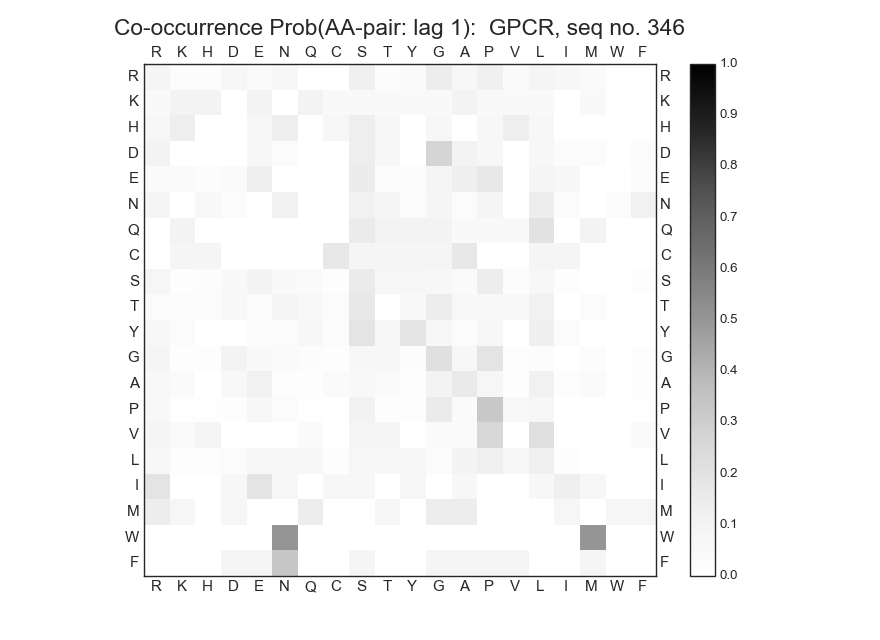 Co-occurrence Prob(AA-pair: lag 1):  GPCR, seq no. 346
R K H D E N Q C S T Y G A P V L I M W F
R R 1.0
K K 0.9
H H
D D 0.8
E E
N N 0.7
Q Q
C C 0.6
S S
T T 0.5
Y Y
G G 0.4
A A
P P 0.3
V V
L L 0.2
I I
M M 0.1
W W
F F 0.0
R K H D E N Q C S T Y G A P V L I M W F